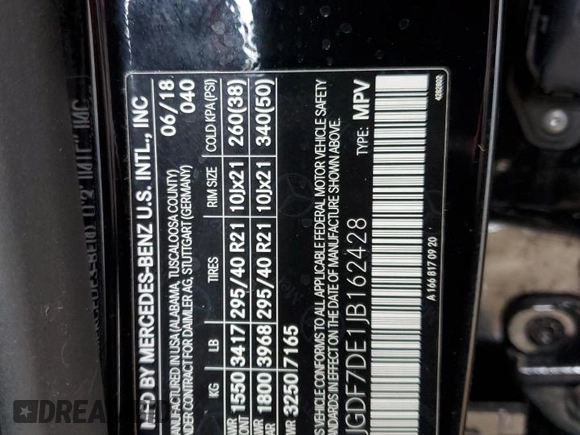 MFD BY MERCEDES-BENZ U.S. INTL., INC
MANUFACTURED IN USA (ALABAMA, TUSCALOOSA COUNTY)
UNDER CONTRACT FOR DAIMLER AG, STUTTGART (GERMANY)
06/18
040
KG LB TIRES RIM SIZE COLD KPA (PSI)
1550 3417 295/40 R21 10Jx21 260(38)
1800 3968 295/40 R21 10Jx21 340(50)
3250 7165
CONFORMS TO ALL APPLICABLE FEDERAL MOTOR VEHICLE SAFETY
STANDARDS IN EFFECT ON THE DATE OF MANUFACTURE SHOWN ABOVE.
JGDF7DE1JB162428
TYPE: MPV
A 166 817 09 20
4282802
DREAM